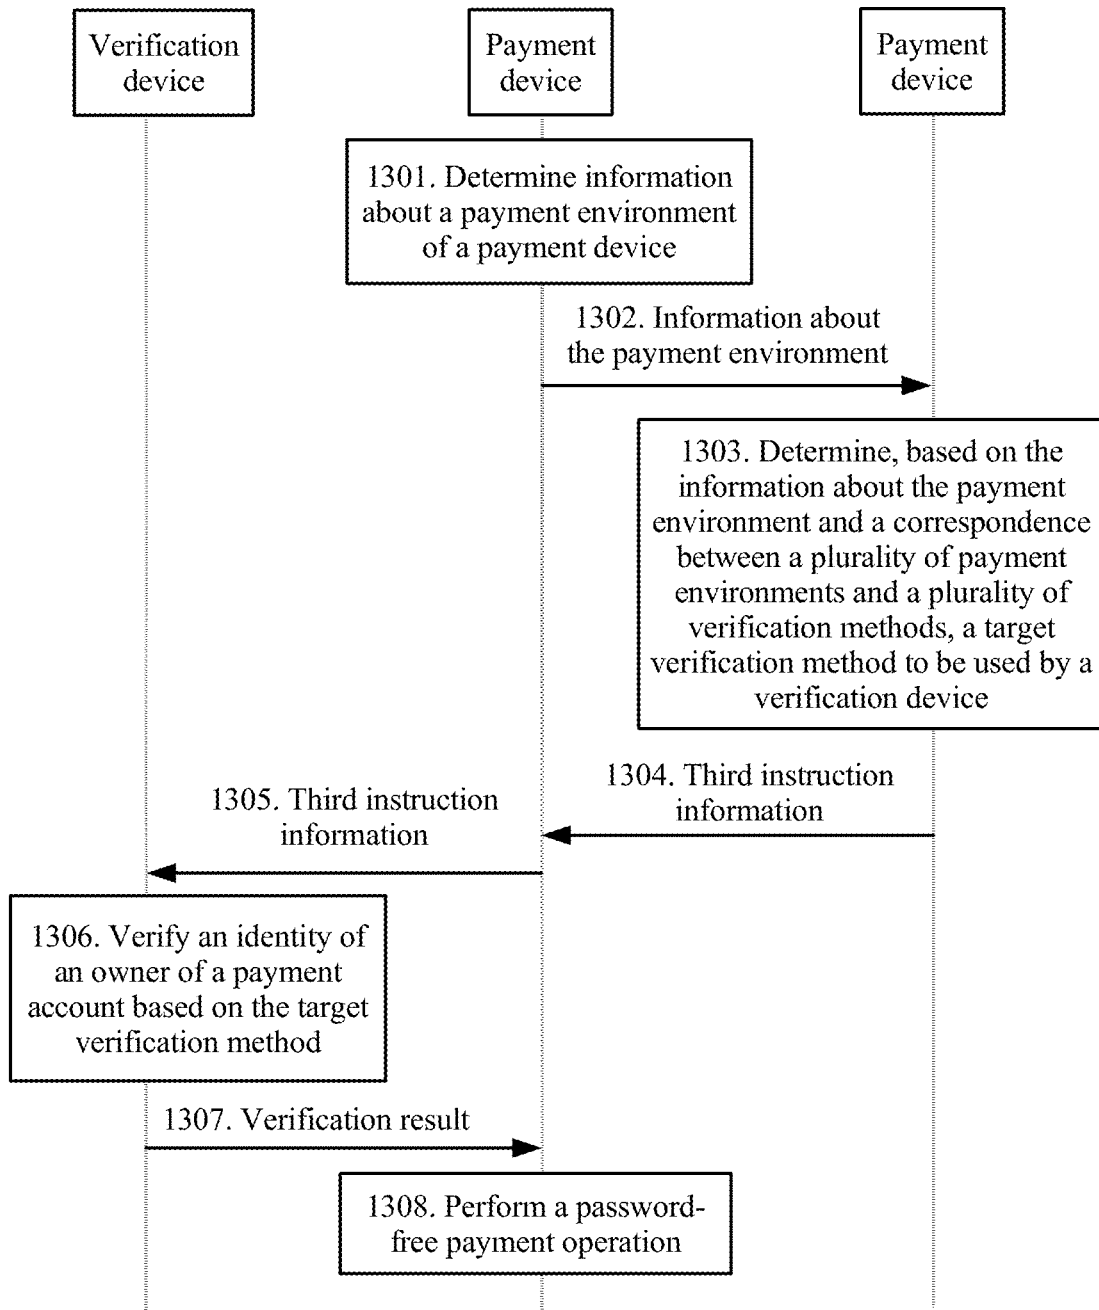 Verification
device
Payment
device
Payment
device
1301. Determine information
about a payment environment
of a payment device
1302. Information about
the payment environment
1303. Determine, based on the
information about the payment
environment and a correspondence
between a plurality of payment
environments and a plurality of
verification methods, a target
verification method to be used by a
verification device
1304. Third instruction
information
1305. Third instruction
information
1306. Verify an identity of
an owner of a payment
account based on the target
verification method
1307. Verification result
1308. Perform a password-
free payment operation